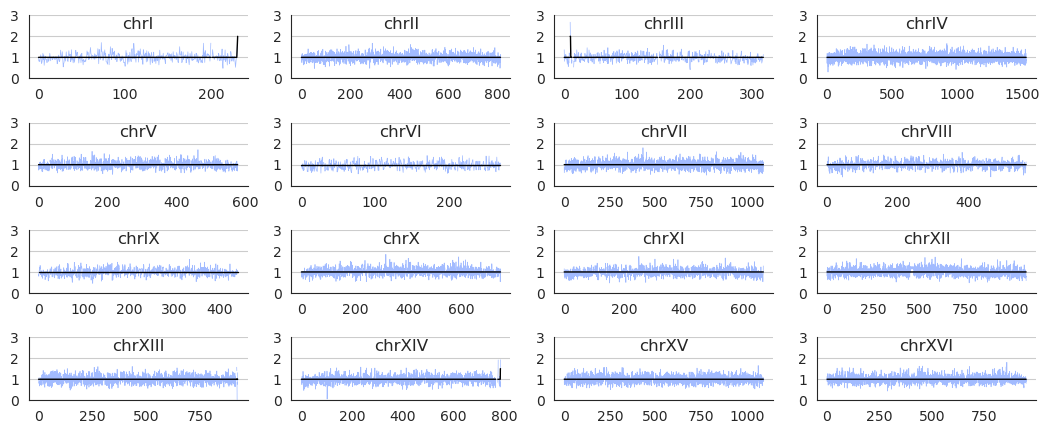 3 2 1 0 chrI 0 100 200
3 2 1 0 chrII 0 200 400 600 800
3 2 1 0 chrIII 0 100 200 300
3 2 1 0 chrIV 0 500 1000 1500
3 2 1 0 chrV 0 200 400 600
3 2 1 0 chrVI 0 100 200
3 2 1 0 chrVII 0 250 500 750 1000
3 2 1 0 chrVIII 0 200 400
3 2 1 0 chrIX 0 100 200 300 400
3 2 1 0 chrX 0 200 400 600
3 2 1 0 chrXI 0 200 400 600
3 2 1 0 chrXII 0 250 500 750 1000
3 2 1 0 chrXIII 0 250 500 750
3 2 1 0 chrXIV 0 200 400 600 800
3 2 1 0 chrXV 0 250 500 750 1000
3 2 1 0 chrXVI 0 250 500 750